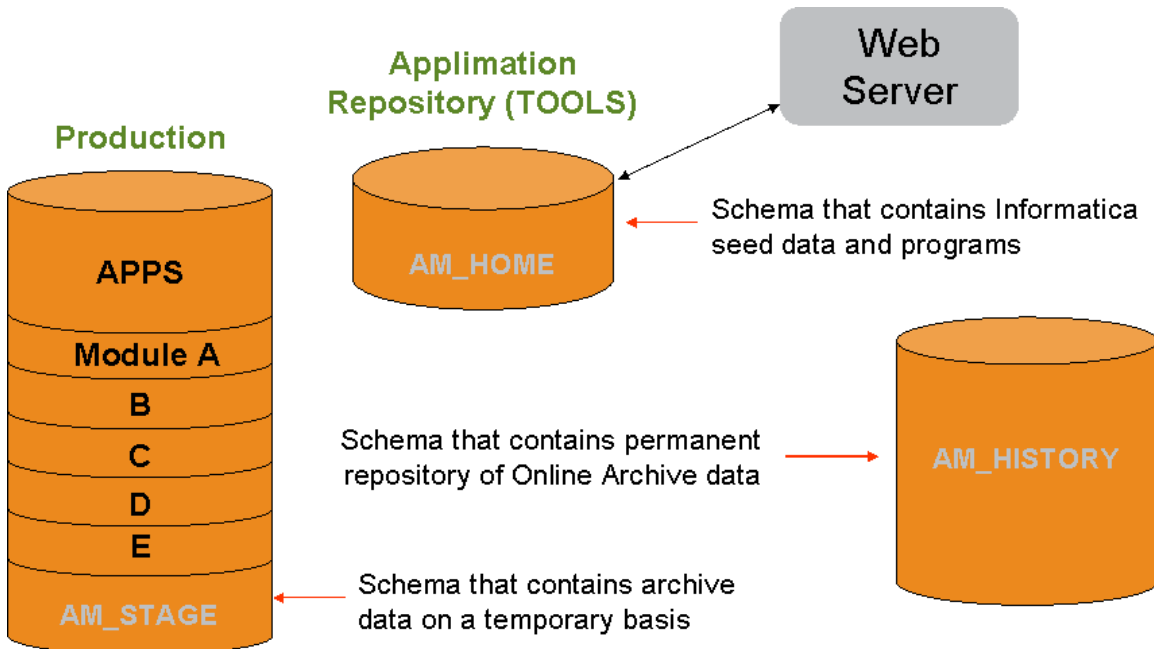 Production
APPS
Module A
B
C
D
E
AM_STAGE
Applimation
Repository (TOOLS)
AM_HOME
Web
Server
Schema that contains Informatica
seed data and programs
Schema that contains permanent
repository of Online Archive data
AM_HISTORY
Schema that contains archive
data on a temporary basis